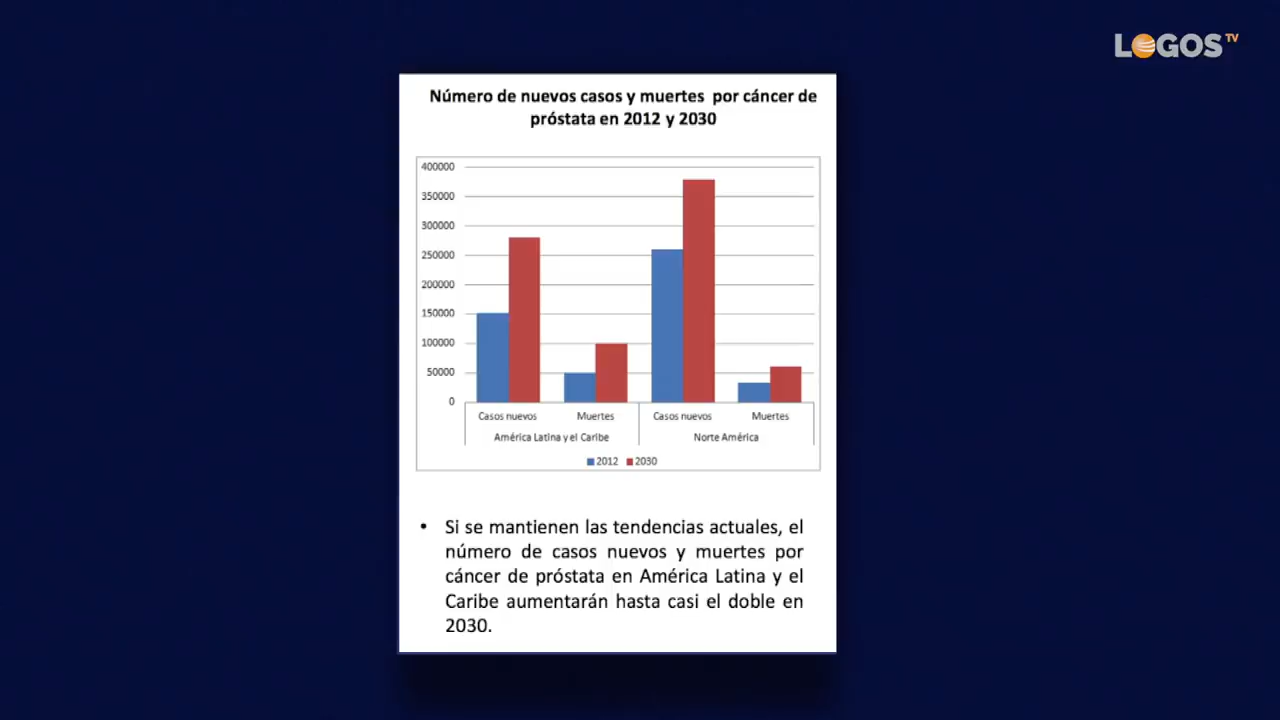 LOGOS TV
Número de nuevos casos y muertes por cáncer de
próstata en 2012 y 2030
400000
350000
300000
250000
200000
150000
100000
50000
0
Casos nuevos Muertes Casos nuevos Muertes
América Latina y el Caribe Norte América
2012 2030
• Si se mantienen las tendencias actuales, el
número de casos nuevos y muertes por
cáncer de próstata en América Latina y el
Caribe aumentarán hasta casi el doble en
2030.